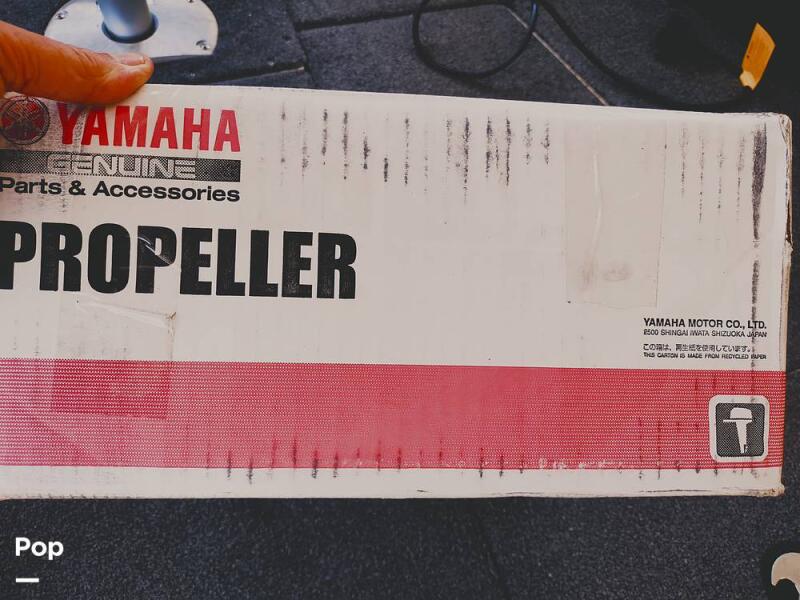 YAMAHA
GENUINE
Parts & Accessories
PROPELLER
YAMAHA MOTOR CO., LTD.
2500 SHINGAI IWATA SHIZUOKA JAPAN
この箱は、再生紙を使用しています。
THIS CARTON IS MADE FROM RECYCLED PAPER
Pop